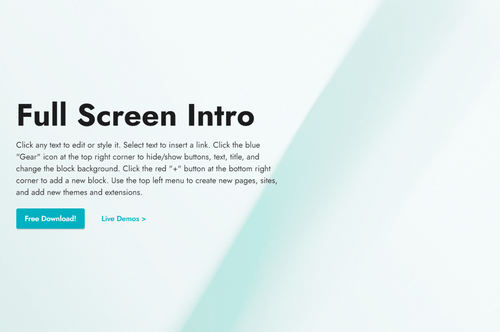 Full Screen Intro
Click any text to edit or style it. Select text to insert a link. Click the blue
"Gear" icon at the top right corner to hide/show buttons, text, title, and
change the block background. Click the red "+" button at the bottom right
corner to add a new block. Use the top left menu to create new pages, sites,
and add new themes and extensions.
Free Download!
Live Demos >